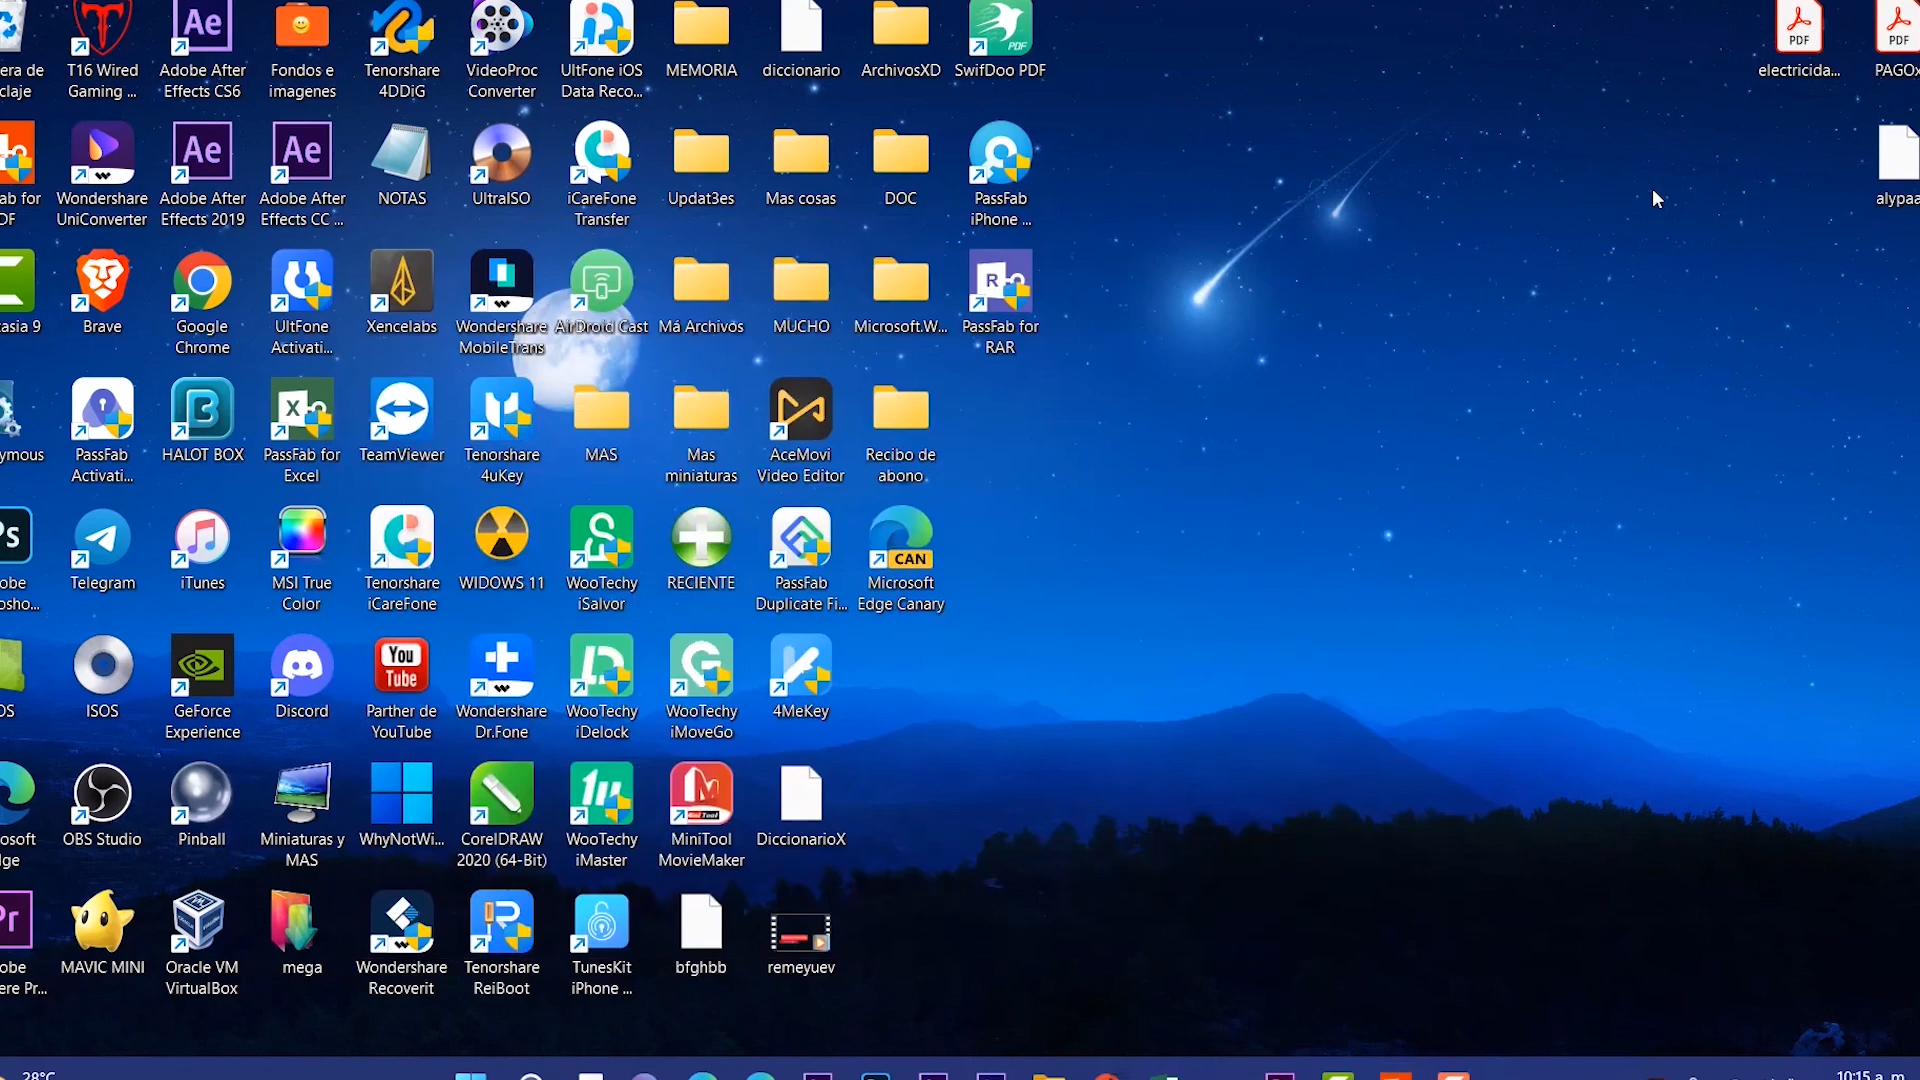 era de
claje
T16 Wired
Gaming ...
Adobe After
Effects CS6
Fondos e
imagenes
Tenorshare
4DDiG
VideoProc
Converter
UltFone iOS
Data Reco...
MEMORIA
diccionario
ArchivosXD
SwifDoo PDF
electricida...
PAGOx
ab for
DF
Wondershare
UniConverter
Adobe After
Effects 2019
Adobe After
Effects CC ...
NOTAS
UltraISO
iCareFone
Transfer
Updat3es
Mas cosas
DOC
PassFab
iPhone ...
alypaa
asia 9
Brave
Google
Chrome
UltFone
Activati...
Xencelabs
Wondershare
MobileTrans
AirDroid Cast
Má Archivos
MUCHO
Microsoft.W...
PassFab for
RAR
ymous
PassFab
Activati...
HALOT BOX
PassFab for
Excel
TeamViewer
Tenorshare
4uKey
MAS
Mas
miniaturas
AceMovi
Video Editor
Recibo de
abono
obe
osho...
Telegram
iTunes
MSI True
Color
Tenorshare
iCareFone
WIDOWS 11
WooTechy
iSalvor
RECIENTE
PassFab
Duplicate Fi...
CAN
Microsoft
Edge Canary
OS
ISOS
GeForce
Experience
Discord
You
Tube
Parther de
YouTube
Wondershare
Dr.Fone
WooTechy
iDelock
WooTechy
iMoveGo
4MeKey
osoft
dge
OBS Studio
Pinball
Miniaturas y
MAS
WhyNotWi...
CorelDRAW
2020 (64-Bit)
WooTechy
iMaster
MiniTool
MovieMaker
DiccionarioX
obe
ere Pr...
MAVIC MINI
Oracle VM
VirtualBox
mega
Wondershare
Recoverit
Tenorshare
ReiBoot
TunesKit
iPhone ...
bfghbb
remeyuev
28°C
10:15 a. m.